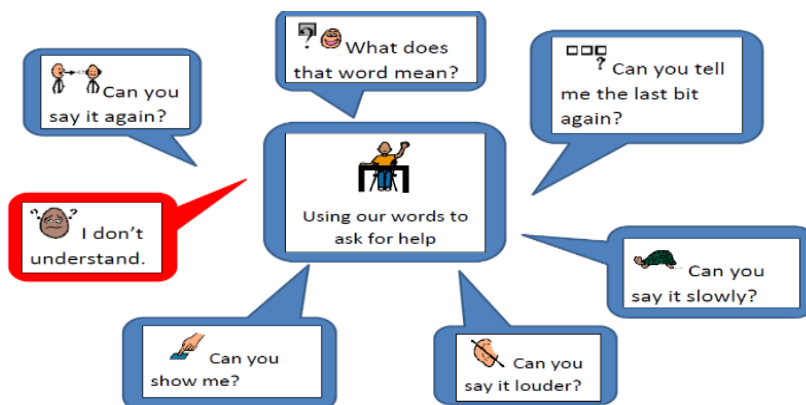 What does
that word mean?
Can you
say it again?
Can you tell
me the last bit
again?
Using our words to
ask for help
I don't
understand.
Can you
say it slowly?
Can you
show me?
Can you
say it louder?